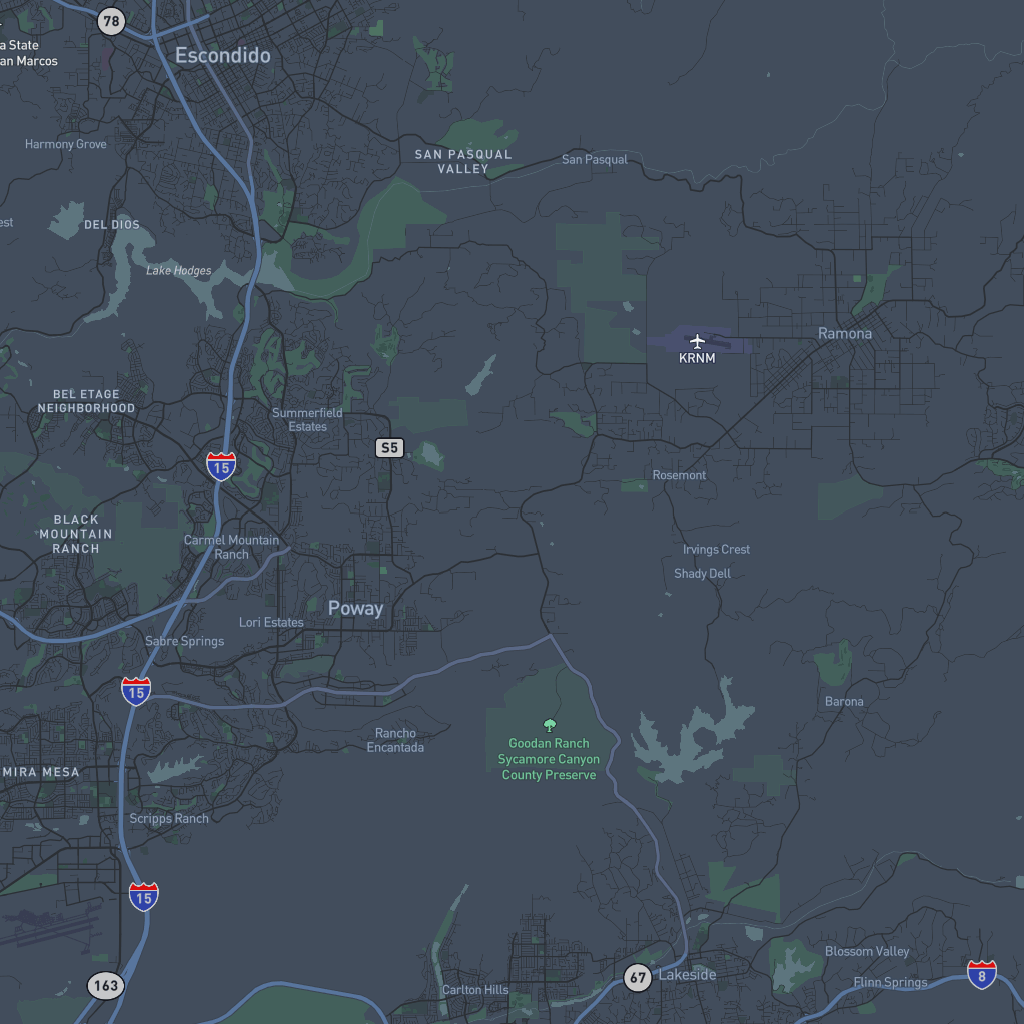 78
a State
an Marcos
Escondido
Harmony Grove
SAN PASQUAL
VALLEY
San Pasqual
est
DEL DIOS
Lake Hodges
Ramona
KRNM
BEL ETAGE
NEIGHBORHOOD
Summerfield
Estates
S5
15
Rosemont
BLACK
MOUNTAIN
RANCH
Carmel Mountain
Ranch
Irvings Crest
Shady Dell
Poway
Lori Estates
Sabre Springs
15
Barona
Rancho
Encantada
Goodan Ranch
Sycamore Canyon
County Preserve
MIRA MESA
Scripps Ranch
15
Blossom Valley
163
Carlton Hills
67
Lakeside
Flinn Springs
8